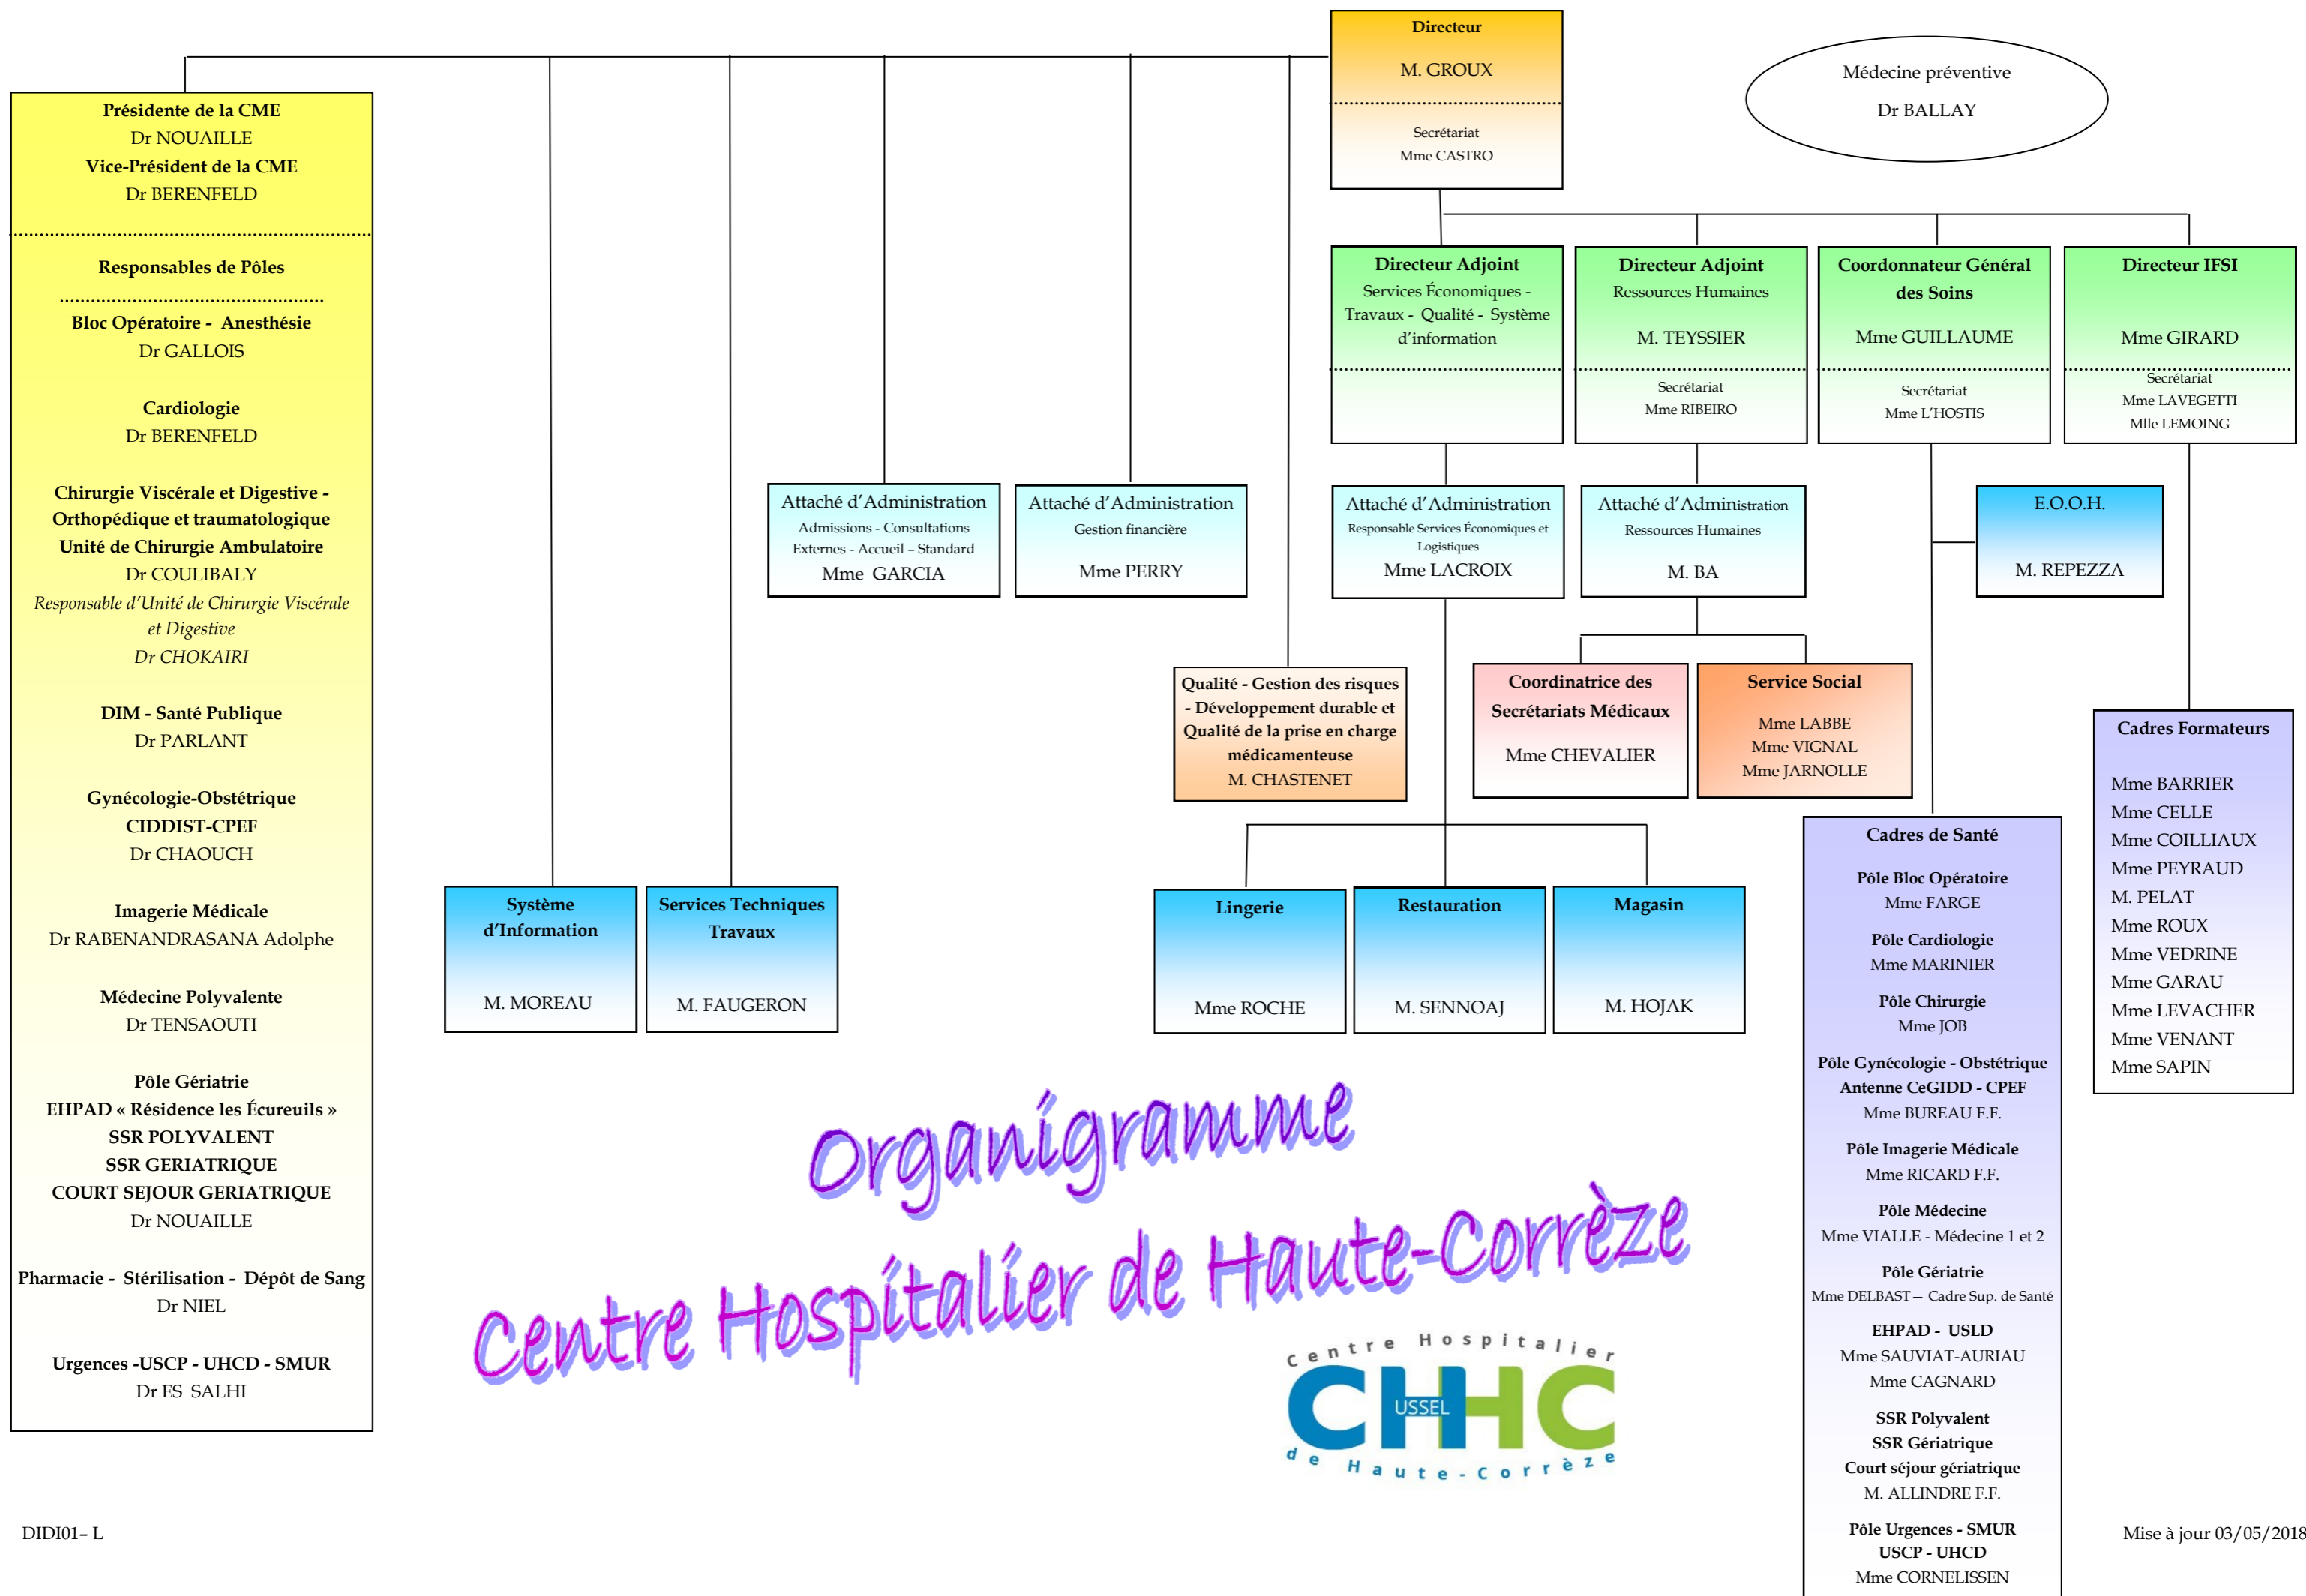 Directeur
M. GROUX
Secrétariat
Mme CASTRO
Médecine préventive
Dr BALLAY
Présidente de la CME
Dr NOUAILLE
Vice-Président de la CME
Dr BERENFELD
Responsables de Pôles
Bloc Opératoire - Anesthésie
Dr GALLOIS
Cardiologie
Dr BERENFELD
Chirurgie Viscérale et Digestive -
Orthopédique et traumatologique
Unité de Chirurgie Ambulatoire
Dr COULIBALY
Responsable d'Unité de Chirurgie Viscérale
et Digestive
Dr CHOKAIRI
DIM - Santé Publique
Dr PARLANT
Gynécologie-Obstétrique
CIDDIST-CPEF
Dr CHAOUCH
Imagerie Médicale
Dr RABENANDRASANA Adolphe
Médecine Polyvalente
Dr TENSAOUTI
Pôle Gériatrie
EHPAD « Résidence les Écureuils »
SSR POLYVALENT
SSR GERIATRIQUE
COURT SEJOUR GERIATRIQUE
Dr NOUAILLE
Pharmacie - Stérilisation - Dépôt de Sang
Dr NIEL
Urgences -USCP - UHCD - SMUR
Dr ES SALHI
Directeur Adjoint
Services Économiques -
Travaux - Qualité - Système
d'information
Directeur Adjoint
Ressources Humaines
M. TEYSSIER
Secrétariat
Mme RIBEIRO
Coordonnateur Général
des Soins
Mme GUILLAUME
Secrétariat
Mme L'HOSTIS
Directeur IFSI
Mme GIRARD
Secrétariat
Mme LAVEGETTI
Mlle LEMOING
Attaché d'Administration
Admissions - Consultations
Externes - Accueil – Standard
Mme GARCIA
Attaché d'Administration
Gestion financière
Mme PERRY
Attaché d'Administration
Responsable Services Économiques et
Logistiques
Mme LACROIX
Attaché d'Administration
Ressources Humaines
M. BA
E.O.O.H.
M. REPEZZA
Qualité - Gestion des risques
- Développement durable et
Qualité de la prise en charge
médicamenteuse
M. CHASTENET
Coordinatrice des
Secrétariats Médicaux
Mme CHEVALIER
Service Social
Mme LABBE
Mme VIGNAL
Mme JARNOLLE
Cadres Formateurs
Mme BARRIER
Mme CELLE
Mme COILLIAUX
Mme PEYRAUD
M. PELAT
Mme ROUX
Mme VEDRINE
Mme GARAU
Mme LEVACHER
Mme VENANT
Mme SAPIN
Système
d'Information
M. MOREAU
Services Techniques
Travaux
M. FAUGERON
Lingerie
Mme ROCHE
Restauration
M. SENNOAJ
Magasin
M. HOJAK
Cadres de Santé
Pôle Bloc Opératoire
Mme FARGE
Pôle Cardiologie
Mme MARINIER
Pôle Chirurgie
Mme JOB
Pôle Gynécologie - Obstétrique
Antenne CeGIDD - CPEF
Mme BUREAU F.F.
Pôle Imagerie Médicale
Mme RICARD F.F.
Pôle Médecine
Mme VIALLE - Médecine 1 et 2
Pôle Gériatrie
Mme DELBAST – Cadre Sup. de Santé
EHPAD - USLD
Mme SAUVIAT-AURIAU
Mme CAGNARD
SSR Polyvalent
SSR Gériatrique
Court séjour gériatrique
M. ALLINDRE F.F.
Pôle Urgences - SMUR
USCP - UHCD
Mme CORNELISSEN
Organigramme
Centre Hospitalier de Haute-Corrèze
Centre Hospitalier
CHHC
USSEL
de Haute-Corrèze
DIDI01– L
Mise à jour 03/05/2018